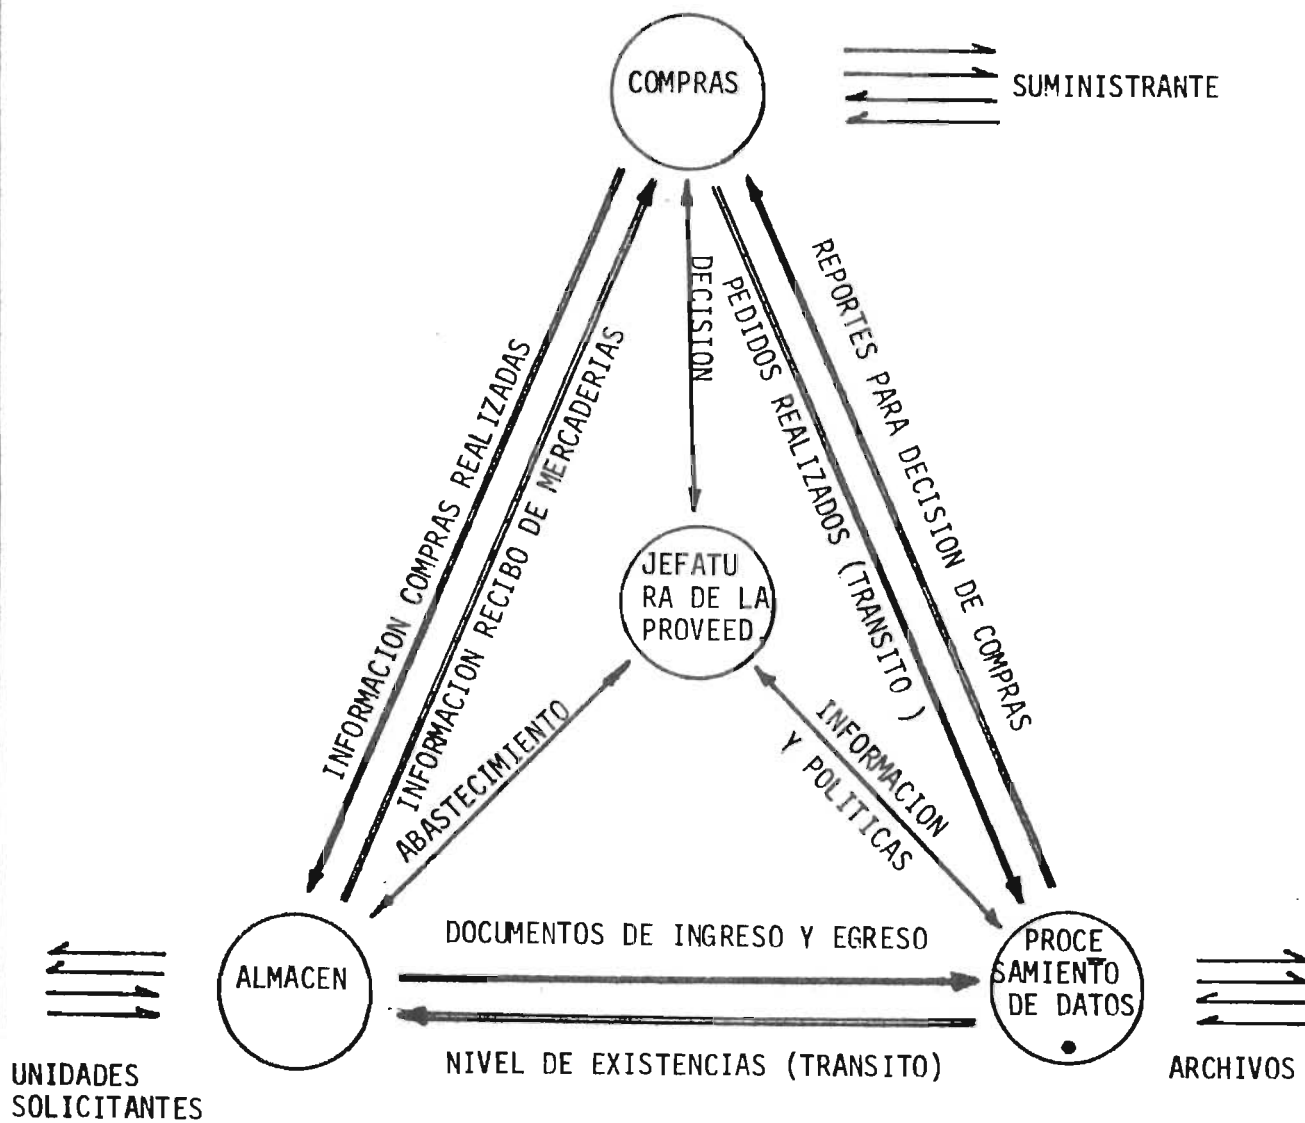 COMPRAS
SUMINISTRANTE
DECISION
PEDIDOS REALIZADOS (TRANSITO )
REPORTES PARA DECISION DE COMPRAS
INFORMACION COMPRAS REALIZADAS
INFORMACION RECIBO DE MERCADERIAS
JEFATU
RA DE LA
PROVEED.
ABASTECIMIENTO
INFORMACION
Y POLITICAS
ALMACEN
DOCUMENTOS DE INGRESO Y EGRESO
PROCE
SAMIENTO
DE DATOS
NIVEL DE EXISTENCIAS (TRANSITO)
UNIDADES
SOLICITANTES
ARCHIVOS